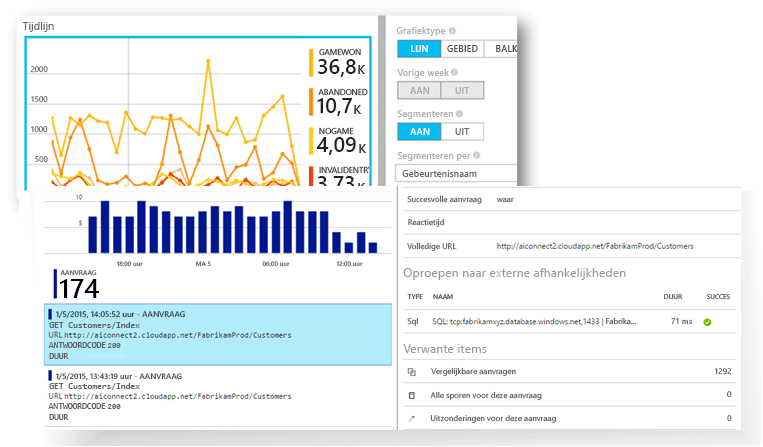 Tijdlijn
2000
1500
1000
500
GAMEWON
36,8K
ABANDONED
10,7K
NOGAME
4,09K
INVALIDENTRY
3,73K
Grafiektype
LIJN GEBIED BALK
Vorige week
AAN UIT
Segmenteren
AAN UIT
Segmenteren per
Gebeurtenisnaam
10
18:00 uur MA 5 06:00 uur 12:00 uur
AANVRAAG
174
1/5/2015, 14:05:52 uur - AANVRAAG
GET Customers/Index
URL http://aiconnect2.cloudapp.net/FabrikamProd/Customers
ANTWOORDCODE 200
DUUR
1/5/2015, 13:43:19 uur - AANVRAAG
GET Customers/Index
URL http://aiconnect2.cloudapp.net/FabrikamProd/Customers
ANTWOORDCODE 200
DUUR
Succesvolle aanvraag waar
Reactietijd
Volledige URL http://aiconnect2.cloudapp.net/FabrikamProd/Customers
Oproepen naar externe afhankelijkheden
TYPE NAAM DUUR SUCCES
Sql SQL: tcp:fabrikamxyz.database.windows.net,1433 | Fabrika... 71 ms
Verwante items
Vergelijkbare aanvragen 1292
Alle sporen voor deze aanvraag 0
Uitzonderingen voor deze aanvraag 0